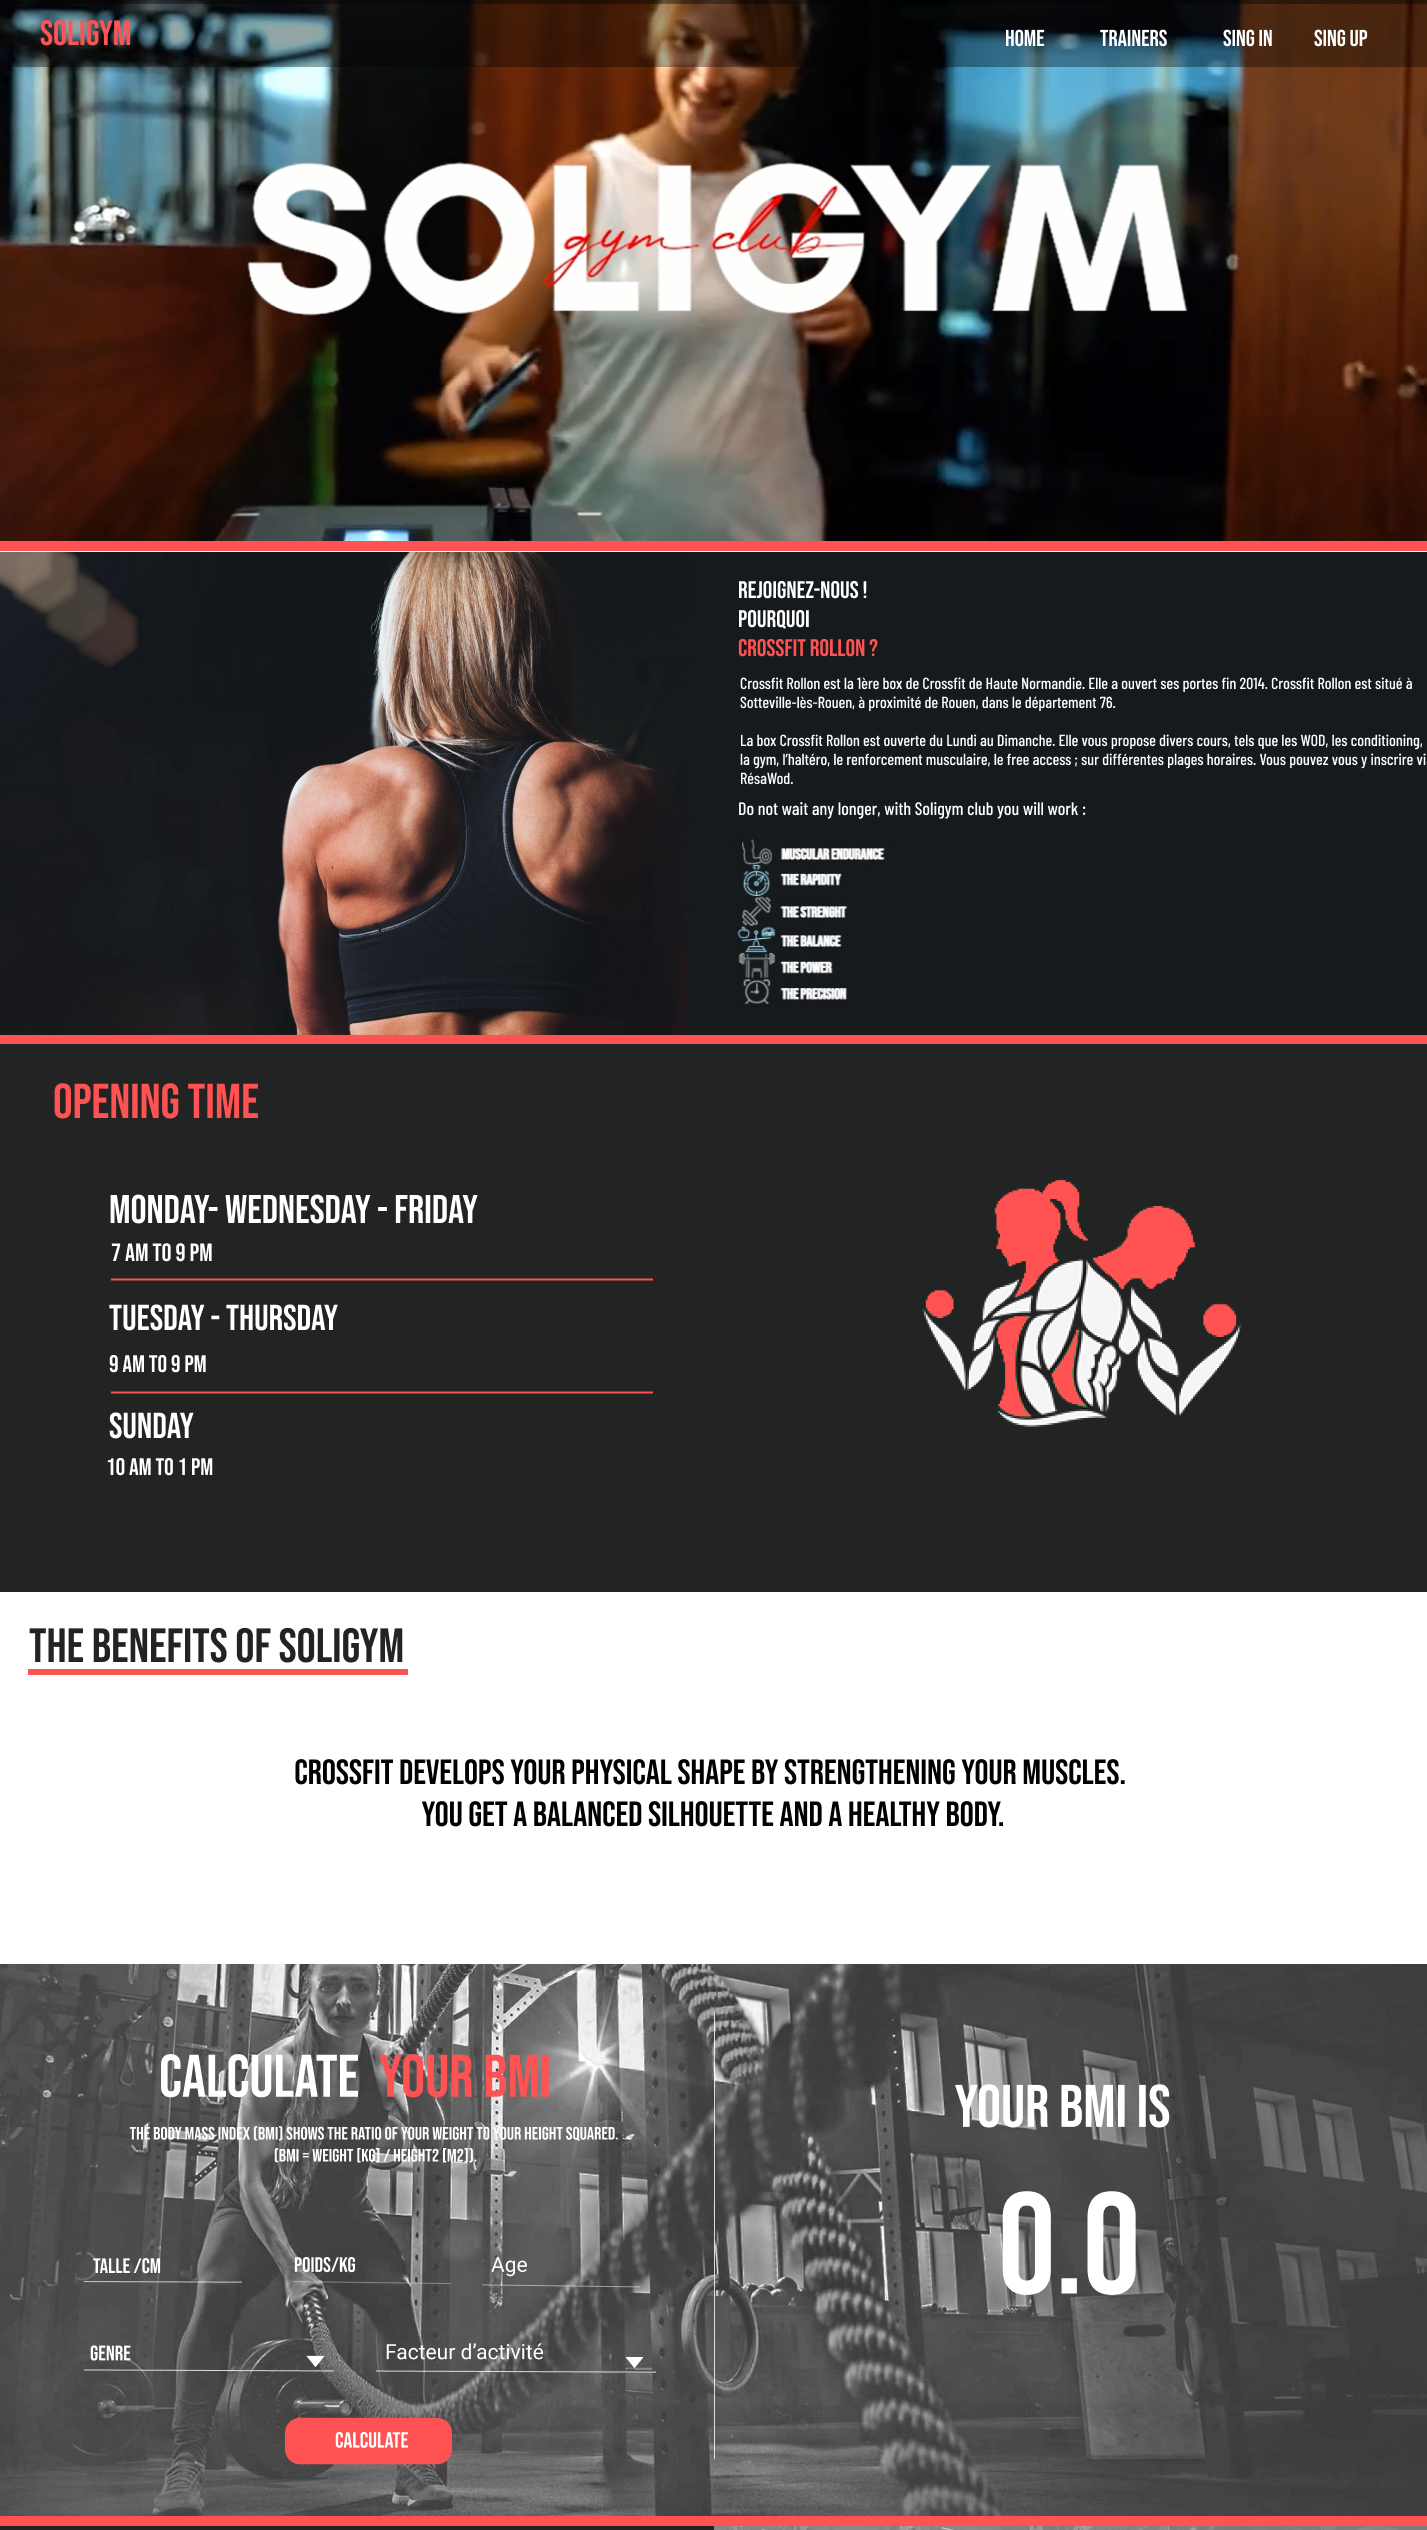 SOLIGYM
HOME TRAINERS SING IN SING UP
SOLIGYM
gym club
REJOIGNEZ-NOUS !
POURQUOI
CROSSFIT ROLLON ?
Crossfit Rollon est la 1ère box de Crossfit de Haute Normandie. Elle a ouvert ses portes fin 2014. Crossfit Rollon est situé à
Sotteville-lès-Rouen, à proximité de Rouen, dans le département 76.
La box Crossfit Rollon est ouverte du Lundi au Dimanche. Elle vous propose divers cours, tels que les WOD, les conditioning,
la gym, l’haltéro, le renforcement musculaire, le free access ; sur différentes plages horaires. Vous pouvez vous y inscrire vi
RésaWod.
Do not wait any longer, with Soligym club you will work :
MUSCULAR ENDURANCE
THE RAPIDITY
THE STRENGHT
THE BALANCE
THE POWER
THE PRECISION
OPENING TIME
MONDAY- WEDNESDAY - FRIDAY
7 AM TO 9 PM
TUESDAY - THURSDAY
9 AM TO 9 PM
SUNDAY
10 AM TO 1 PM
THE BENEFITS OF SOLIGYM
CROSSFIT DEVELOPS YOUR PHYSICAL SHAPE BY STRENGTHENING YOUR MUSCLES.
YOU GET A BALANCED SILHOUETTE AND A HEALTHY BODY.
CALCULATE YOUR BMI
THE BODY MASS INDEX (BMI) SHOWS THE RATIO OF YOUR WEIGHT TO YOUR HEIGHT SQUARED.
(BMI = WEIGHT [KG] / HEIGHT2 [M2]).
TALLE /CM POIDS/KG Age
GENRE Facteur d’activité
CALCULATE
YOUR BMI IS
0.0